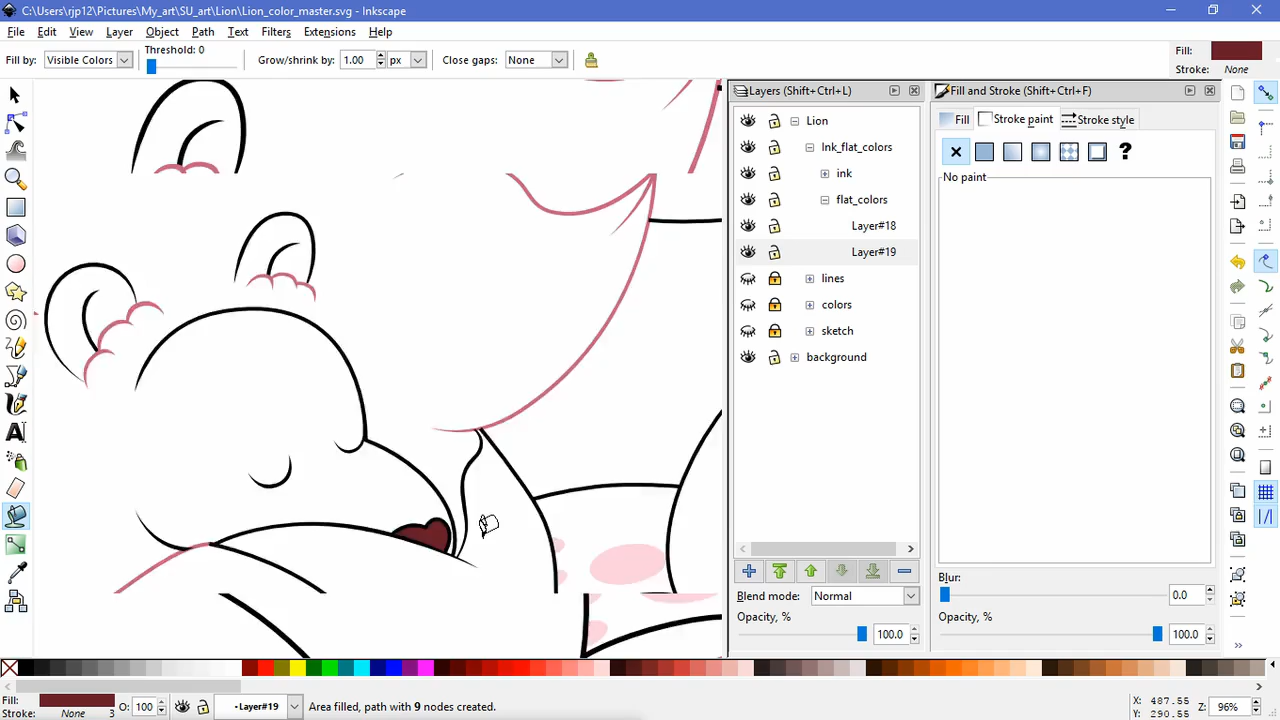 C:\Users\rjp12\Pictures\My_art\SU_art\Lion\Lion_color_master.svg - Inkscape
File Edit View Layer Object Path Text Filters Extensions Help
Fill by: Visible Colors Threshold: 0 Grow/shrink by: 1.00 px Close gaps: None Fill:
Stroke: None
Layers (Shift+Ctrl+L) Fill and Stroke (Shift+Ctrl+F)
Lion
Fill Stroke paint Stroke style
Ink_flat_colors
ink
No paint
flat_colors
Layer#18
Layer#19
lines
colors
sketch
background
Blur:
0.0
Blend mode: Normal
Opacity, % Opacity, %
100.0 100.0
Fill: O: 100 Layer#19 Area filled, path with 9 nodes created. X: 487.55 Z: 96%
Stroke: None 3 Y: 290.55